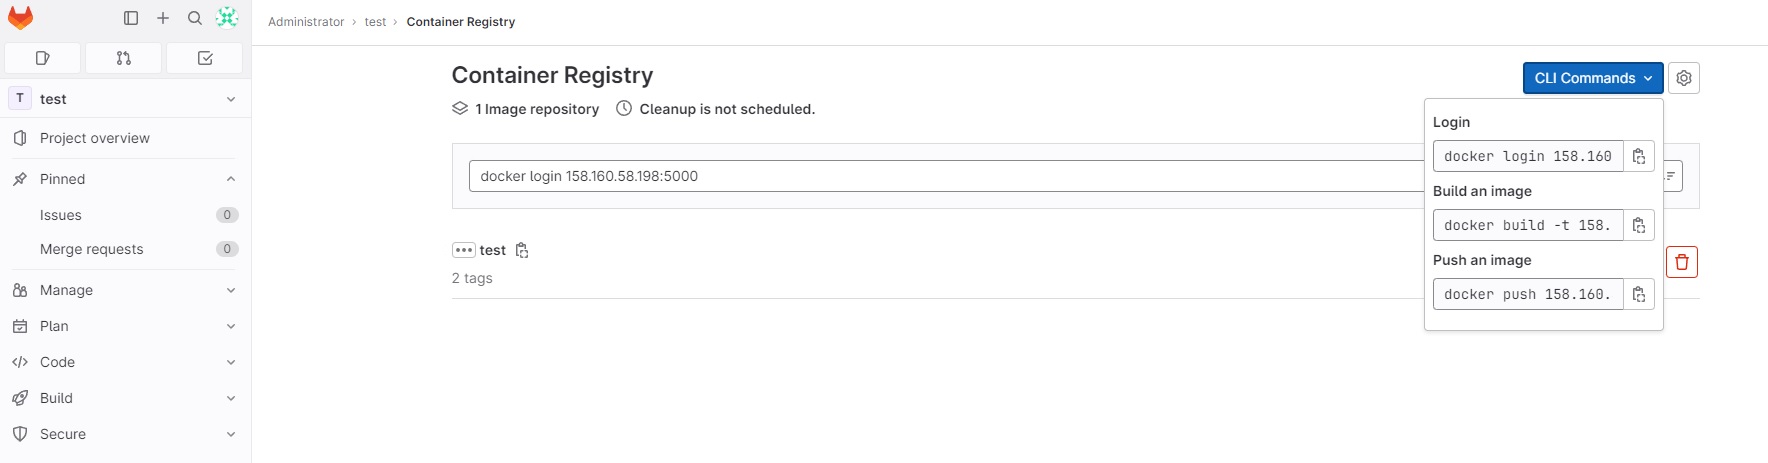 Administrator › test › Container Registry
T test
Project overview
Pinned
Issues 0
Merge requests 0
Manage
Plan
Code
Build
Secure
Container Registry
1 Image repository Cleanup is not scheduled.
docker login 158.160.58.198:5000
test
2 tags
CLI Commands
Login
docker login 158.160
Build an image
docker build -t 158.
Push an image
docker push 158.160.